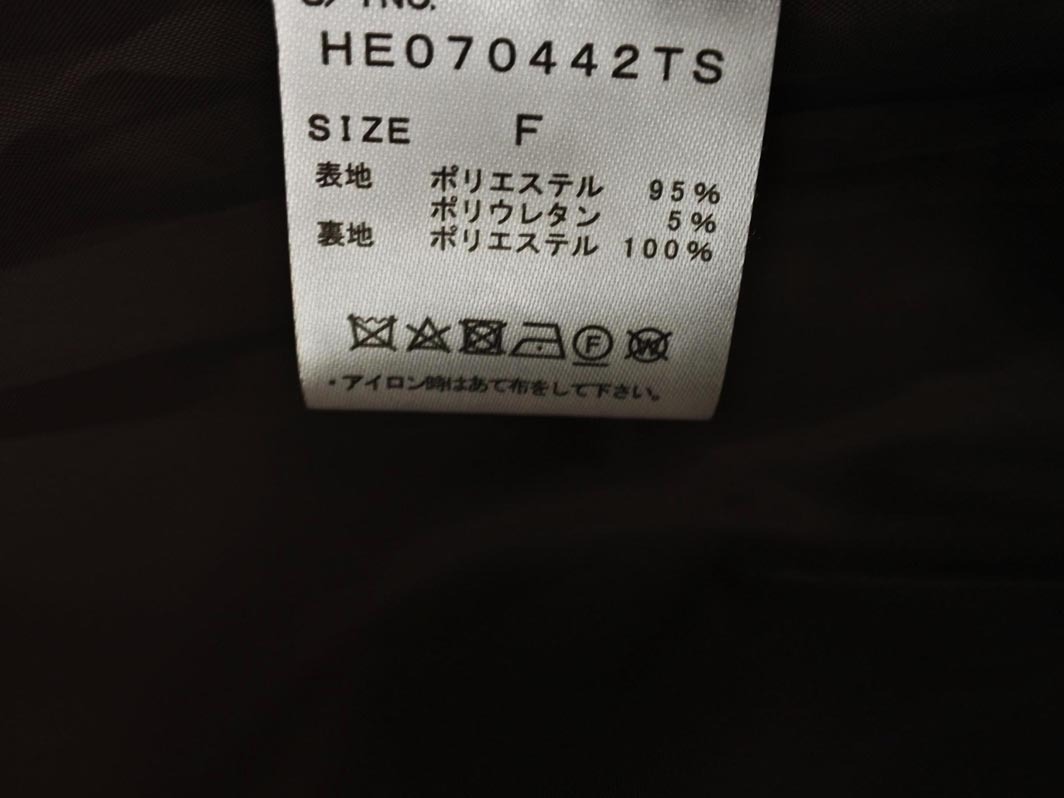 HE070442TS
SIZE F
表地 ポリエステル 95%
ポリウレタン 5%
裏地 ポリエステル 100%
F W
・アイロン時はあて布をして下さい。